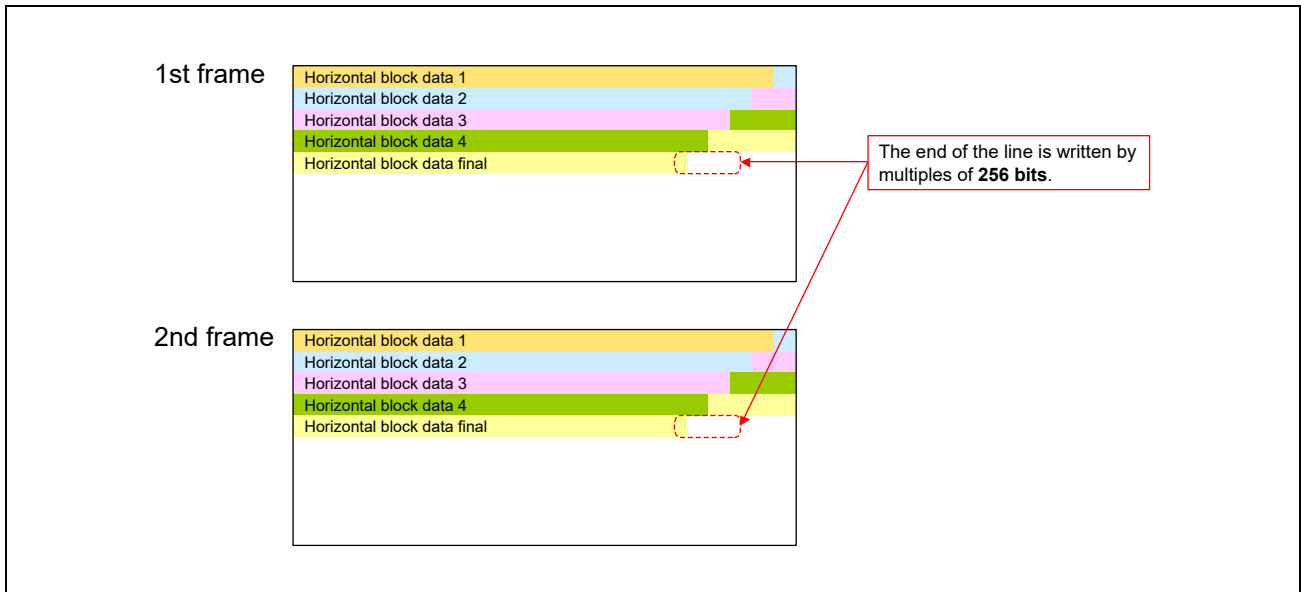 1st frame
Horizontal block data 1
Horizontal block data 2
Horizontal block data 3
Horizontal block data 4
Horizontal block data final
The end of the line is written by
multiples of 256 bits.
2nd frame
Horizontal block data 1
Horizontal block data 2
Horizontal block data 3
Horizontal block data 4
Horizontal block data final